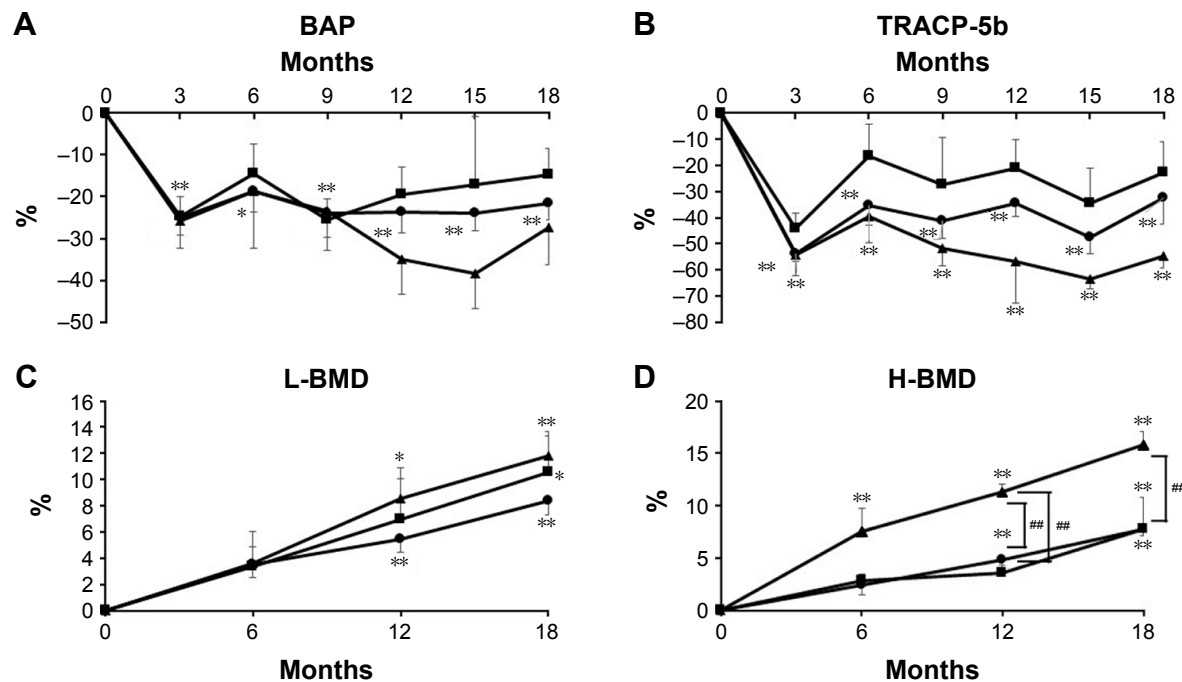 A
BAP
Months
0 3 6 9 12 15 18
0
–10
–20
–30
–40
–50
%
** * ** ** ** **
B
TRACP-5b
Months
0 3 6 9 12 15 18
0
–10
–20
–30
–40
–50
–60
–70
–80
%
** ** ** ** ** **
** ** ** ** ** **
C
L-BMD
16
14
12
10
8
6
4
2
0
%
* **
*
** **
0 6 12 18
Months
D
H-BMD
20
15
10
5
0
%
**
** **
** ## ## ** ##
**
0 6 12 18
Months